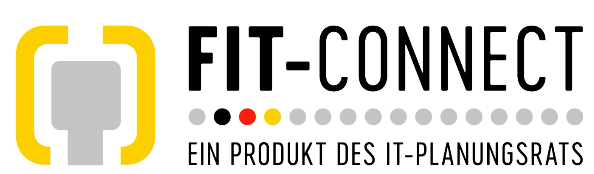 FIT-CONNECT
EIN PRODUKT DES IT-PLANUNGSRATS